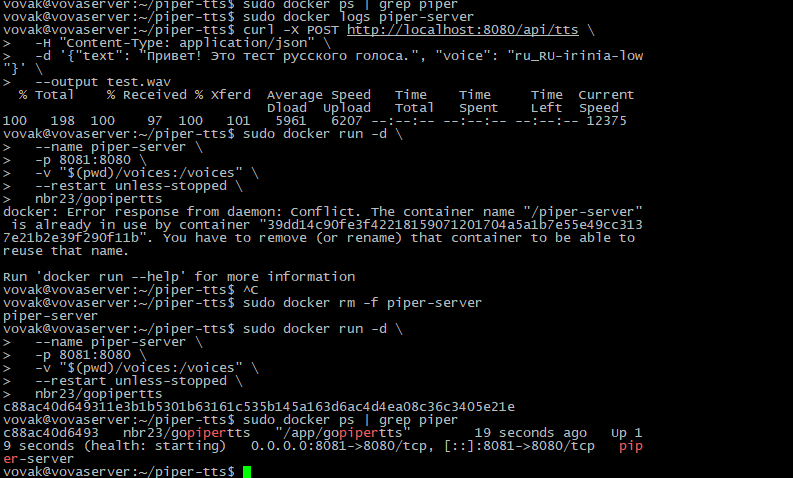 vovak@vovaserver:~/piper-tts$ sudo docker ps | grep piper
vovak@vovaserver:~/piper-tts$ sudo docker logs piper-server
vovak@vovaserver:~/piper-tts$ curl -X POST http://localhost:8080/api/tts \
>   -H "Content-Type: application/json" \
>   -d '{"text": "Привет! Это тест русского голоса.", "voice": "ru_RU-irinia-low
"}' \
>   --output test.wav
  % Total    % Received % Xferd  Average Speed   Time    Time     Time  Current
                                 Dload  Upload   Total   Spent    Left  Speed
100   198  100    97  100   101   5961   6207 --:--:-- --:--:-- --:--:-- 12375
vovak@vovaserver:~/piper-tts$ sudo docker run -d \
>   --name piper-server \
>   -p 8081:8080 \
>   -v "$(pwd)/voices:/voices" \
>   --restart unless-stopped \
>   nbr23/gopipertts
docker: Error response from daemon: Conflict. The container name "/piper-server"
 is already in use by container "39dd14c90fe3f42218159071201704a5a1b7e55e49cc313
7e21b2e39f290f11b". You have to remove (or rename) that container to be able to
reuse that name.

Run 'docker run --help' for more information
vovak@vovaserver:~/piper-tts$ ^C
vovak@vovaserver:~/piper-tts$ sudo docker rm -f piper-server
piper-server
vovak@vovaserver:~/piper-tts$ sudo docker run -d \
>   --name piper-server \
>   -p 8081:8080 \
>   -v "$(pwd)/voices:/voices" \
>   --restart unless-stopped \
>   nbr23/gopipertts
c88ac40d649311e3b1b5301b63161c535b145a163d6ac4d4ea08c36c3405e21e
vovak@vovaserver:~/piper-tts$ sudo docker ps | grep piper
c88ac40d6493   nbr23/gopipertts   "/app/gopipertts"        19 seconds ago   Up 1
9 seconds (health: starting)   0.0.0.0:8081->8080/tcp, [::]:8081->8080/tcp   pip
er-server
vovak@vovaserver:~/piper-tts$